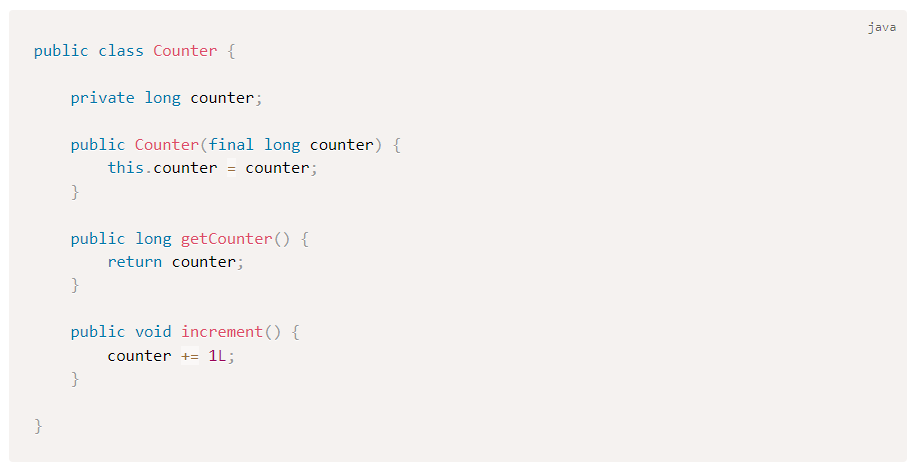 java
public class Counter {
private long counter;
public Counter(final long counter) {
this.counter = counter;
}
public long getCounter() {
return counter;
}
public void increment() {
counter += 1L;
}
}